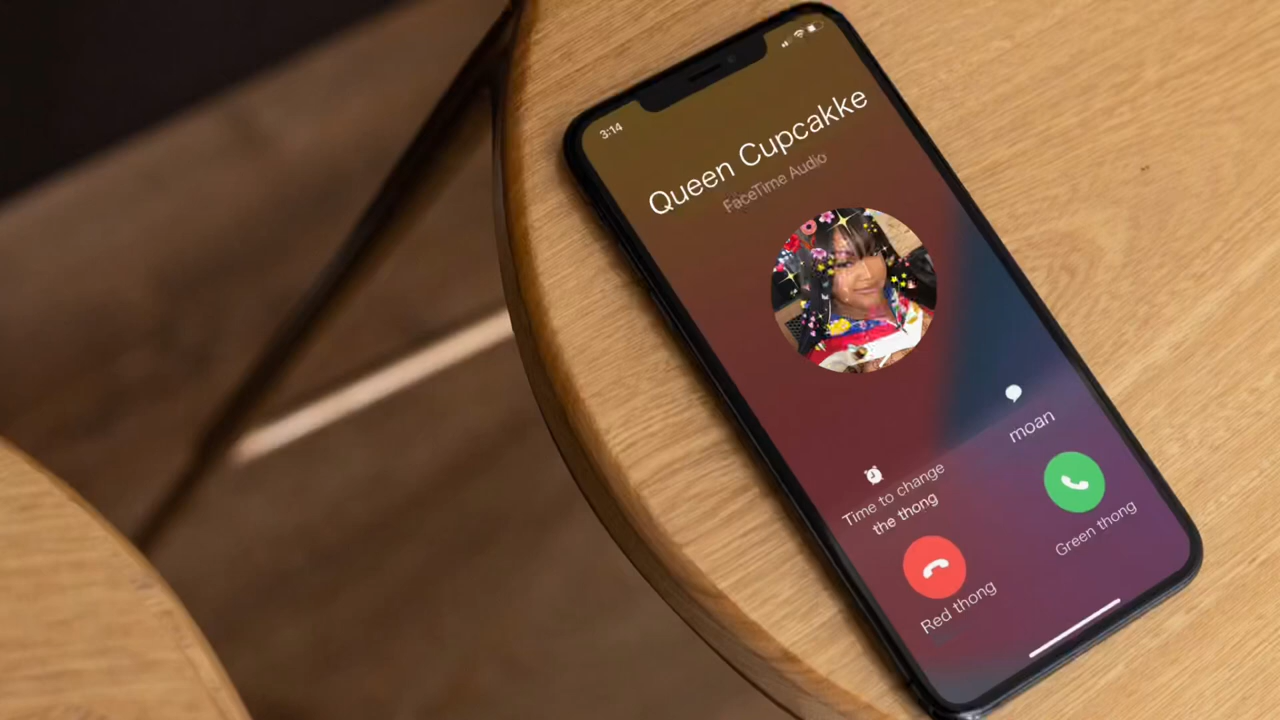 3:14
Queen Cupcakke
FaceTime Audio
Time to change
the thong
moan
Red thong
Green thong